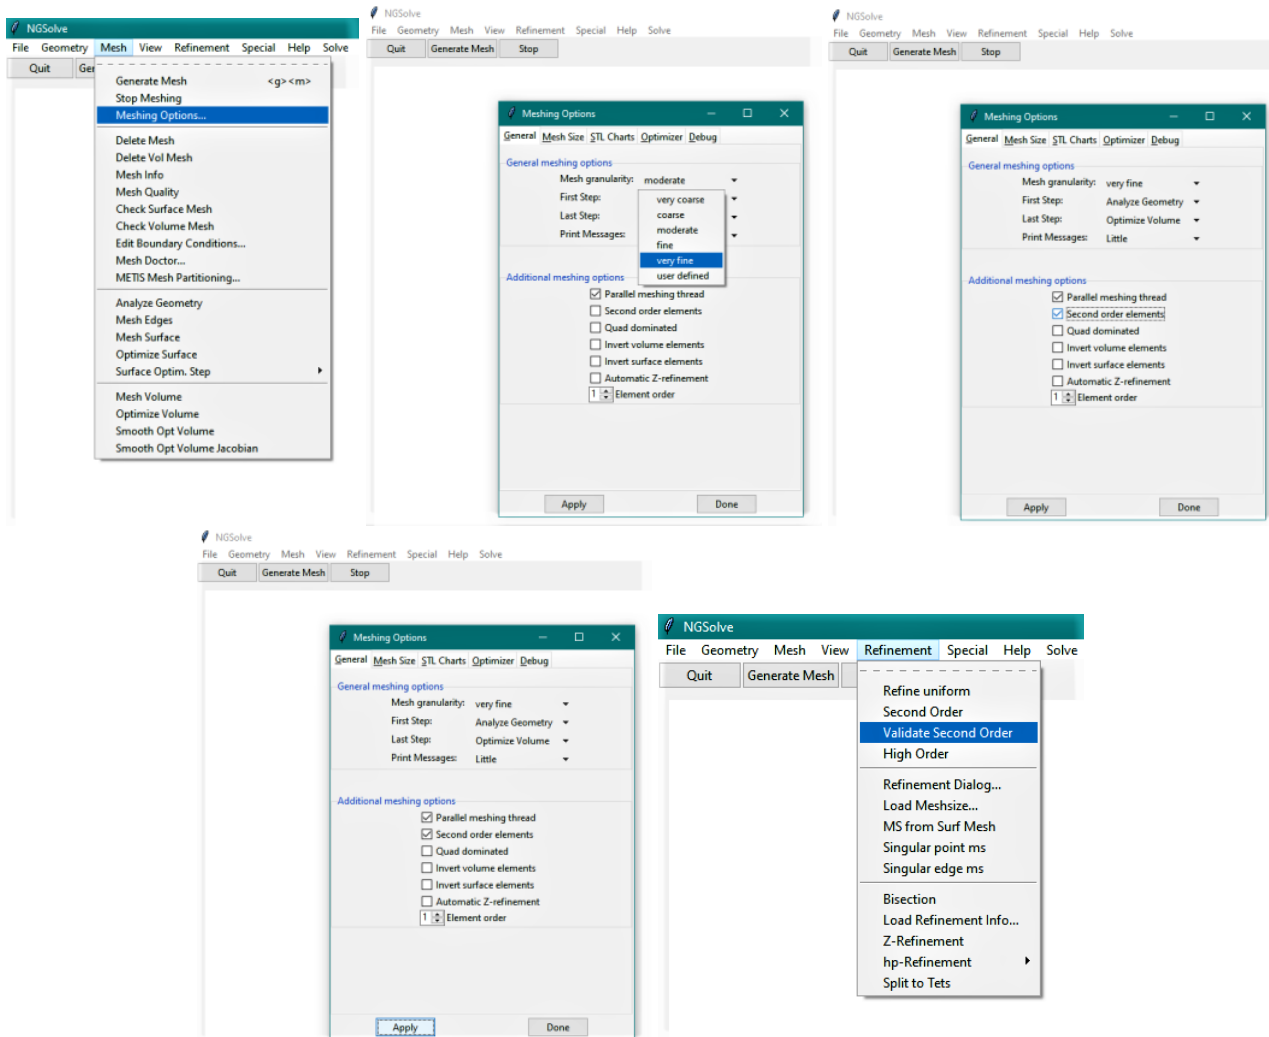 NGSolve
File Geometry Mesh View Refinement Special Help Solve
Quit Ge
Generate Mesh <g><m>
Stop Meshing
Meshing Options...
Delete Mesh
Delete Vol Mesh
Mesh Info
Mesh Quality
Check Surface Mesh
Check Volume Mesh
Edit Boundary Conditions...
Mesh Doctor...
METIS Mesh Partitioning...
Analyze Geometry
Mesh Edges
Mesh Surface
Optimize Surface
Surface Optim. Step
Mesh Volume
Optimize Volume
Smooth Opt Volume
Smooth Opt Volume Jacobian
NGSolve
File Geometry Mesh View Refinement Special Help Solve
Quit Generate Mesh Stop
Meshing Options
General Mesh Size STL Charts Optimizer Debug
General meshing options
Mesh granularity: moderate
First Step:
Last Step:
Print Messages:
very coarse
coarse
moderate
fine
very fine
user defined
Additional meshing options
Parallel meshing thread
Second order elements
Quad dominated
Invert volume elements
Invert surface elements
Automatic Z-refinement
1 Element order
Apply Done
NGSolve
File Geometry Mesh View Refinement Special Help Solve
Quit Generate Mesh Stop
Meshing Options
General Mesh Size STL Charts Optimizer Debug
General meshing options
Mesh granularity: very fine
First Step: Analyze Geometry
Last Step: Optimize Volume
Print Messages: Little
Additional meshing options
Parallel meshing thread
Second order elements
Quad dominated
Invert volume elements
Invert surface elements
Automatic Z-refinement
1 Element order
Apply Done
NGSolve
File Geometry Mesh View Refinement Special Help Solve
Quit Generate Mesh Stop
Meshing Options
General Mesh Size STL Charts Optimizer Debug
General meshing options
Mesh granularity: very fine
First Step: Analyze Geometry
Last Step: Optimize Volume
Print Messages: Little
Additional meshing options
Parallel meshing thread
Second order elements
Quad dominated
Invert volume elements
Invert surface elements
Automatic Z-refinement
1 Element order
Apply Done
NGSolve
File Geometry Mesh View Refinement Special Help Solve
Quit Generate Mesh
Refine uniform
Second Order
Validate Second Order
High Order
Refinement Dialog...
Load Meshsize...
MS from Surf Mesh
Singular point ms
Singular edge ms
Bisection
Load Refinement Info...
Z-Refinement
hp-Refinement
Split to Tets